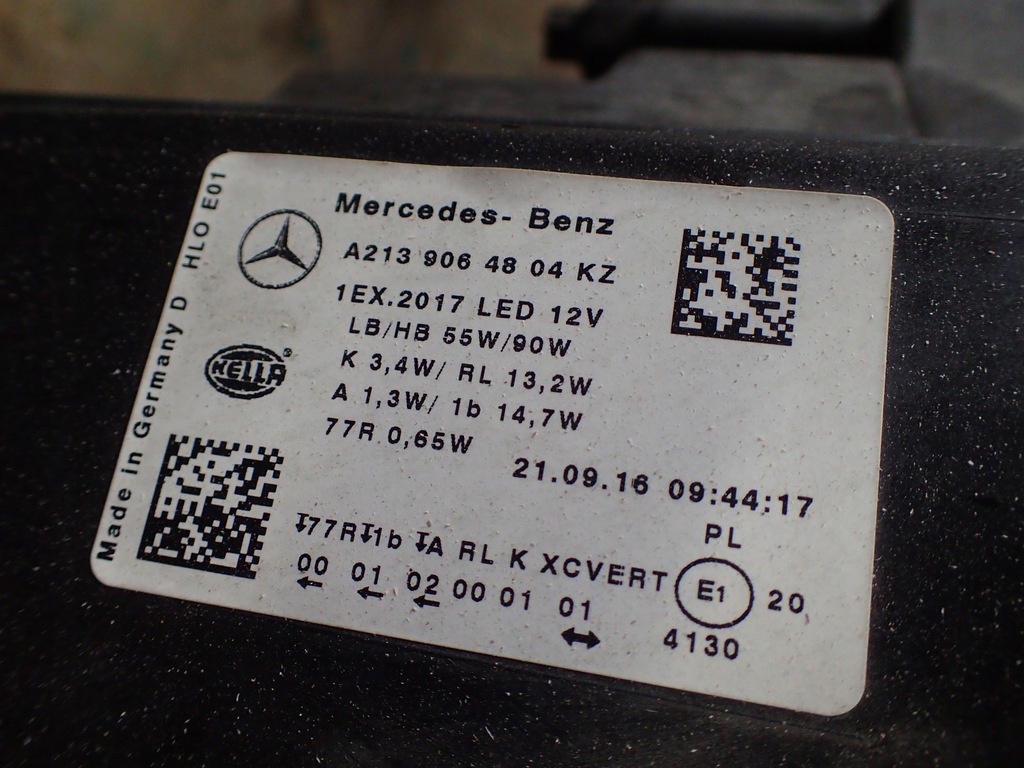 Mercedes- Benz
A213 906 48 04 KZ
1EX.2017 LED 12V
LB/HB 55W/90W
K 3,4W/ RL 13,2W
A 1,3W/ 1b 14,7W
77R 0,65W
21.09.16 09:44:17
PL
77R 1b A RL K XCVERT E1 20
00 01 02 00 01 01 4130
HELLA®
Made in Germany D HLO E01